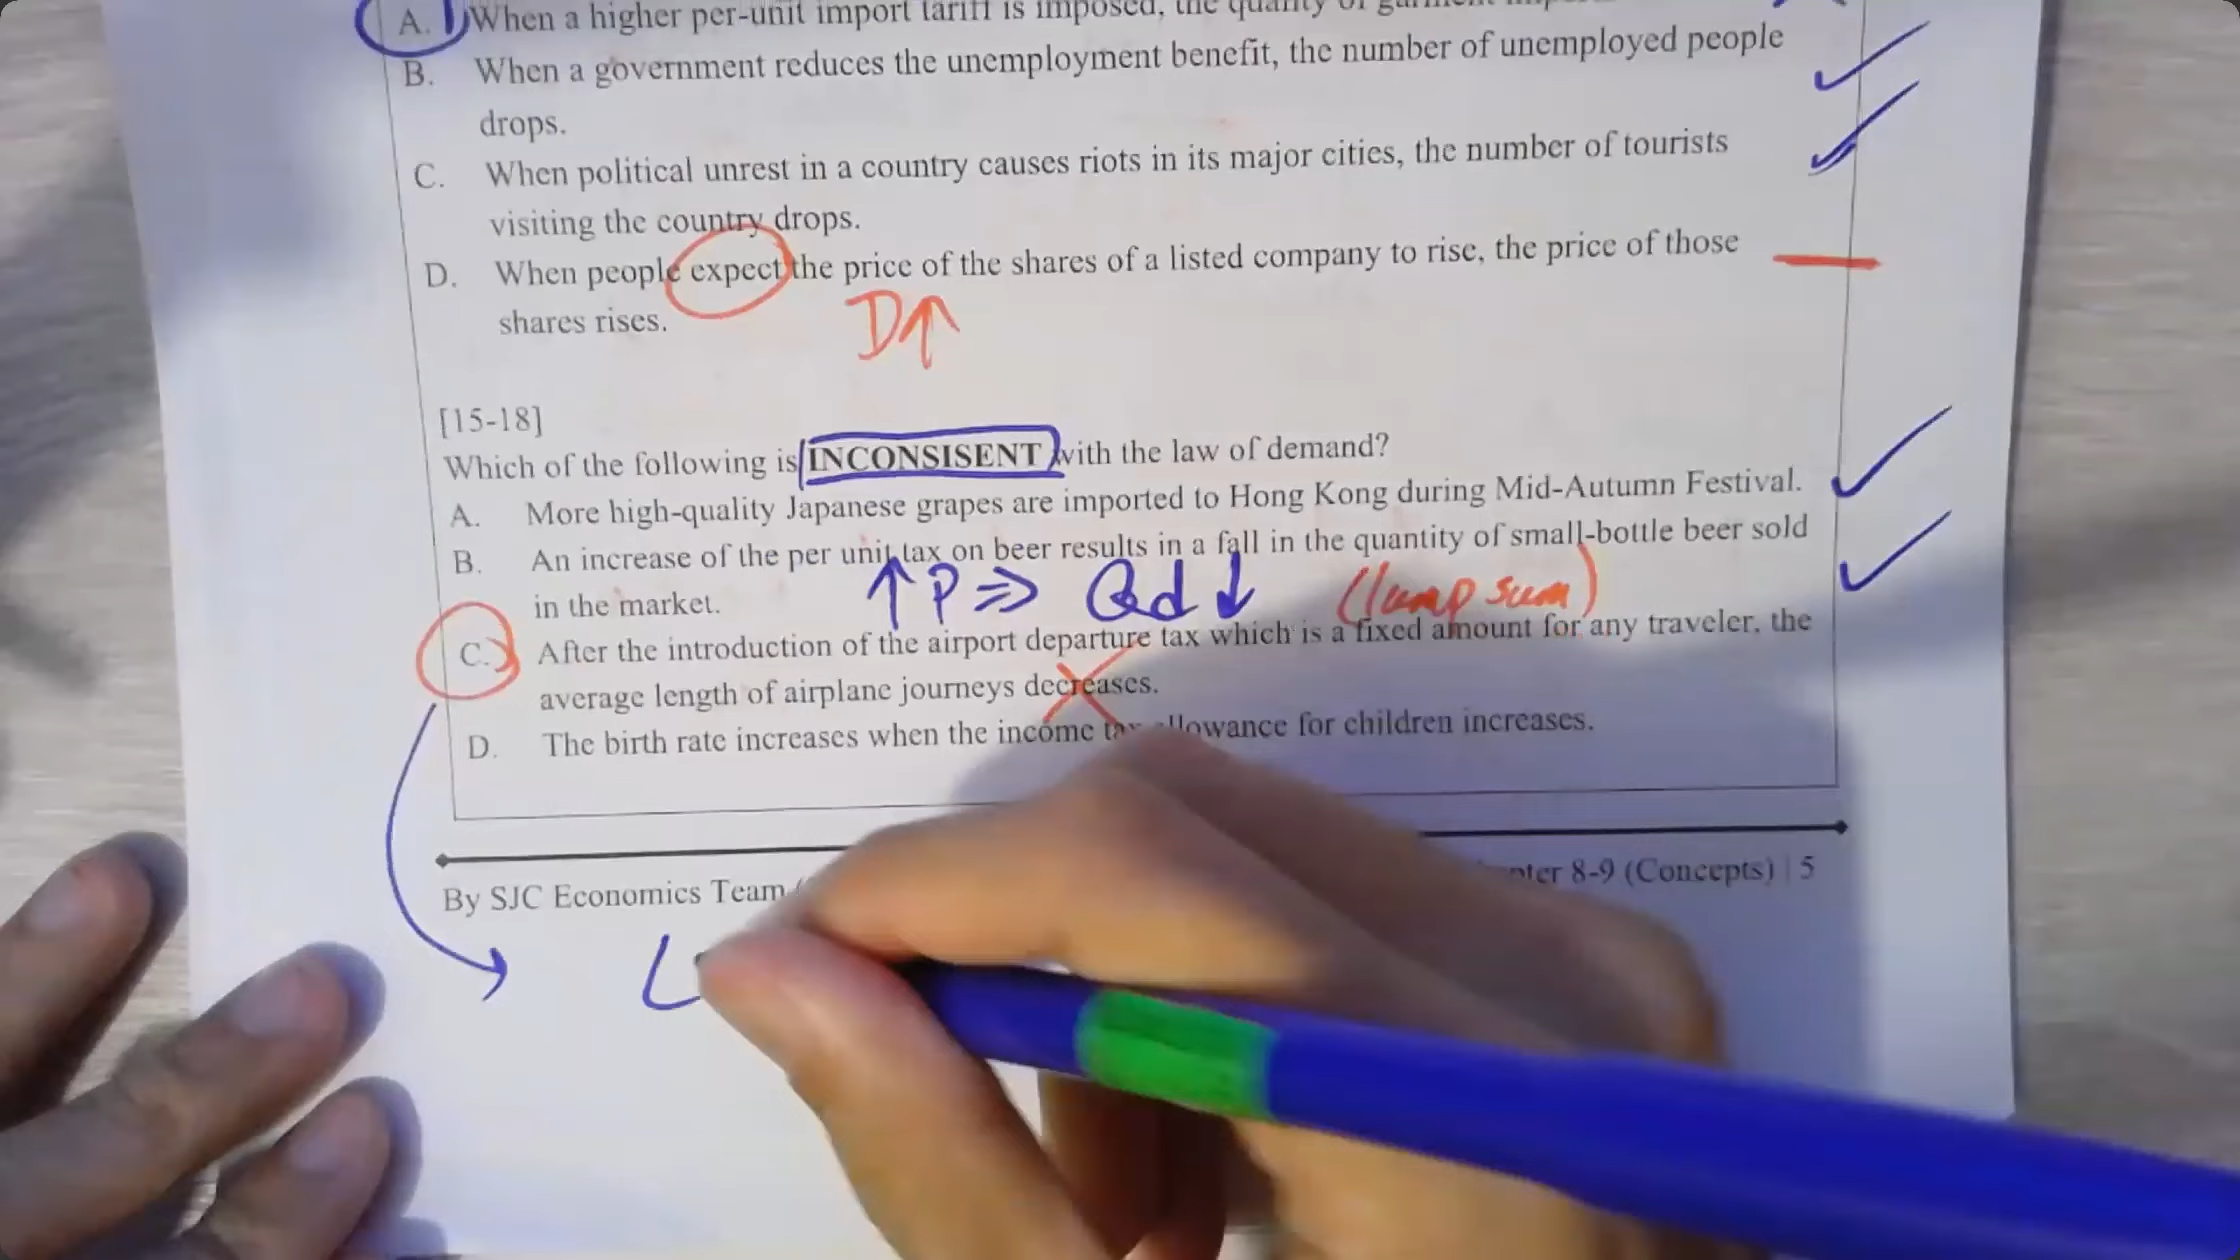 A. When a higher per-unit import tariff is imposed, the quality of garment
B. When a government reduces the unemployment benefit, the number of unemployed people
drops.
C. When political unrest in a country causes riots in its major cities, the number of tourists
visiting the country drops.
D. When people expect the price of the shares of a listed company to rise, the price of those
shares rises.
D↑
[15-18]
Which of the following is INCONSISENT with the law of demand?
A. More high-quality Japanese grapes are imported to Hong Kong during Mid-Autumn Festival.
B. An increase of the per unit tax on beer results in a fall in the quantity of small-bottle beer sold
in the market.
↑P ⇒ Qd↓ (lump sum)
C. After the introduction of the airport departure tax which is a fixed amount for any traveler, the
average length of airplane journeys decreases.
D. The birth rate increases when the income tax allowance for children increases.
By SJC Economics Team
8-9 (Concepts) | 5
L